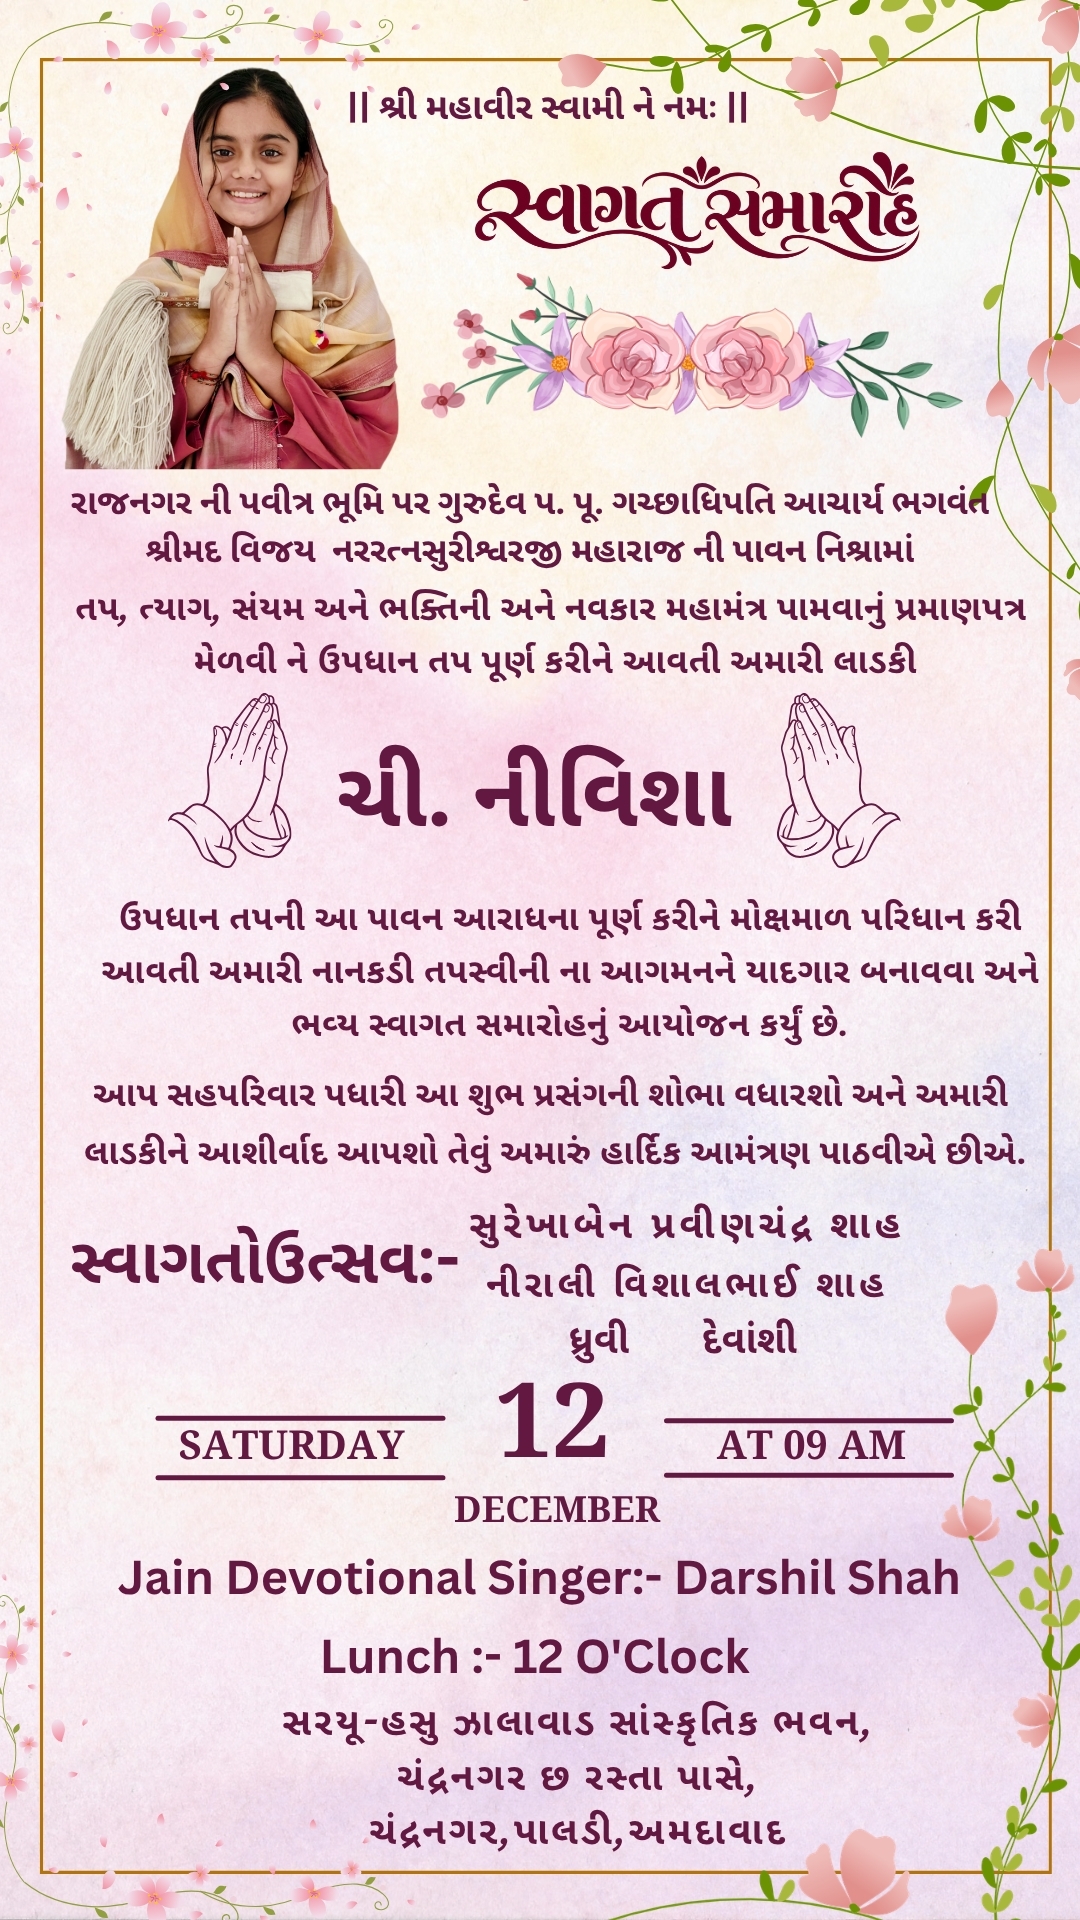 || શ્રી મહાવીર સ્વામી ને નમઃ ||
સ્વાગત સમારોહ
રાજનગર ની પવીત્ર ભૂમિ પર ગુરુદેવ પ. પૂ. ગચ્છાધિપતિ આચાર્ય ભગવંત
શ્રીમદ વિજય નરરત્નસુરીશ્વરજી મહારાજ ની પાવન નિશ્રામાં
તપ, ત્યાગ, સંયમ અને ભક્તિની અને નવકાર મહામંત્ર પામવાનું પ્રમાણપત્ર
મેળવી ને ઉપધાન તપ પૂર્ણ કરીને આવતી અમારી લાડકી
ચી. નીવિશા
ઉપધાન તપની આ પાવન આરાધના પૂર્ણ કરીને મોક્ષમાળ પરિધાન કરી
આવતી અમારી નાનકડી તપસ્વીની ના આગમનને યાદગાર બનાવવા અને
ભવ્ય સ્વાગત સમારોહનું આયોજન કર્યું છે.
આપ સહપરિવાર પધારી આ શુભ પ્રસંગની શોભા વધારશો અને અમારી
લાડકીને આશીર્વાદ આપશો તેવું અમારું હાર્દિક આમંત્રણ પાઠવીએ છીએ.
સ્વાગતોઉત્સવ:-
સુરેખાબેન પ્રવીણચંદ્ર શાહ
નીરાલી વિશાલભાઈ શાહ
ધ્રુવી દેવાંશી
SATURDAY 12 AT 09 AM
DECEMBER
Jain Devotional Singer:- Darshil Shah
Lunch :- 12 O'Clock
સરયૂ-હસુ ઝાલાવાડ સાંસ્કૃતિક ભવન,
ચંદ્રનગર છ રસ્તા પાસે,
ચંદ્રનગર,પાલડી,અમદાવાદ